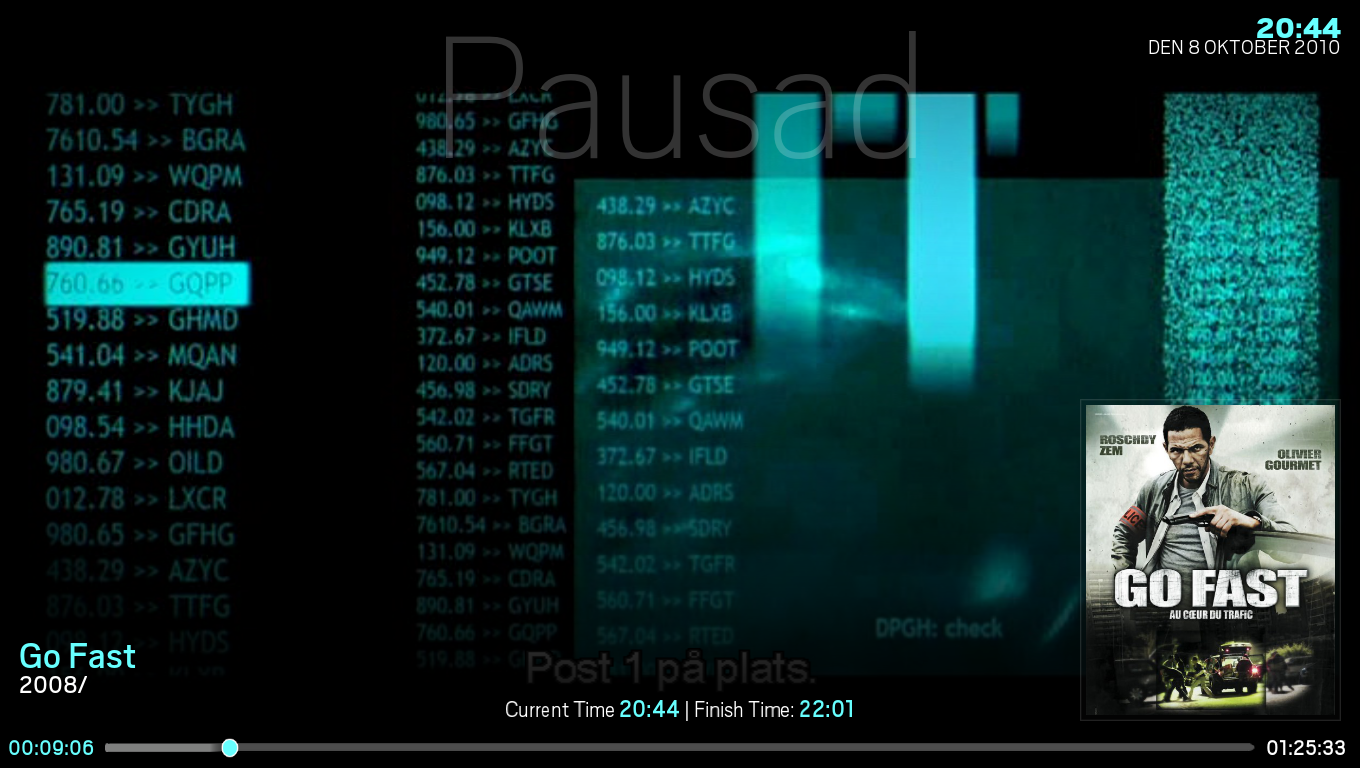 20:44
DEN 8 OKTOBER 2010
Pausad
781.00 >> TYGH
7610.54 >> BGRA
131.09 >> WQPM
765.19 >> CDRA
890.81 >> GYUH
760.66 >> GQPP
519.88 >> GHMD
541.04 >> MQAN
879.41 >> KJAJ
098.54 >> HHDA
980.67 >> OILD
012.78 >> LXCR
980.65 >> GFHG
438.29 >> AZYC
876.03 >> TTFG
098.12 >> HYDS
LXCR
980.65 >> GFHG
438.29 >> AZYC
876.03 >> TTFG
098.12 >> HYDS
156.00 >> KLXB
949.12 >> POOT
452.78 >> GTSE
540.01 >> QAWM
372.67 >> IFLD
120.00 >> ADRS
456.98 >> SDRY
542.02 >> TGFR
560.71 >> FFGT
567.04 >> RTED
781.00 >> TYGH
7610.54 >> BGRA
131.09 >> WQPM
765.19 >> CDRA
890.81 >> GYUH
760.66 >> GQPP
519.88 >>
438.29 >> AZYC
876.03 >> TTFG
098.12 >> HYDS
156.00 >> KLXB
949.12 >> POOT
452.78 >> GTSE
540.01 >> QAWM
372.67 >> IFLD
120.00 >> ADRS
456.98 >> SDRY
542.02 >> TGFR
560.71 >> FFGT
567.04 >> RTED
DPGH: check
ROSCHDY
ZEM
OLIVIER
GOURMET
GO FAST
AU CŒUR DU TRAFIC
Go Fast
2008/
Post 1 på plats.
Current Time 20:44 | Finish Time: 22:01
00:09:06
01:25:33